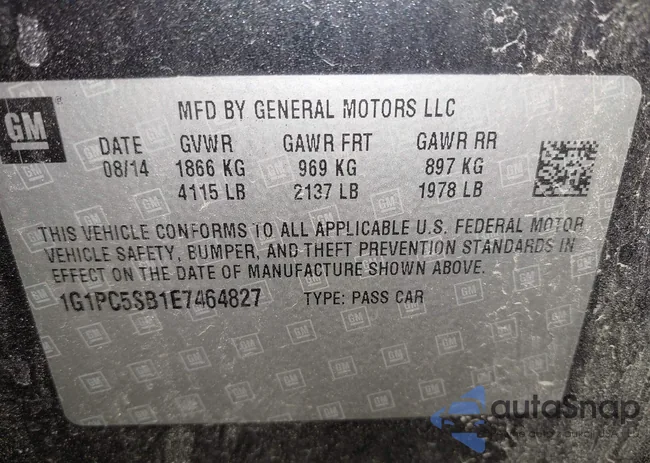 GM
MFD BY GENERAL MOTORS LLC
DATE GVWR GAWR FRT GAWR RR
08/14 1866 KG 969 KG 897 KG
4115 LB 2137 LB 1978 LB
THIS VEHICLE CONFORMS TO ALL APPLICABLE U.S. FEDERAL MOTOR
VEHICLE SAFETY, BUMPER, AND THEFT PREVENTION STANDARDS IN
EFFECT ON THE DATE OF MANUFACTURE SHOWN ABOVE.
1G1PC5SB1E7464827 TYPE: PASS CAR
autoSnap